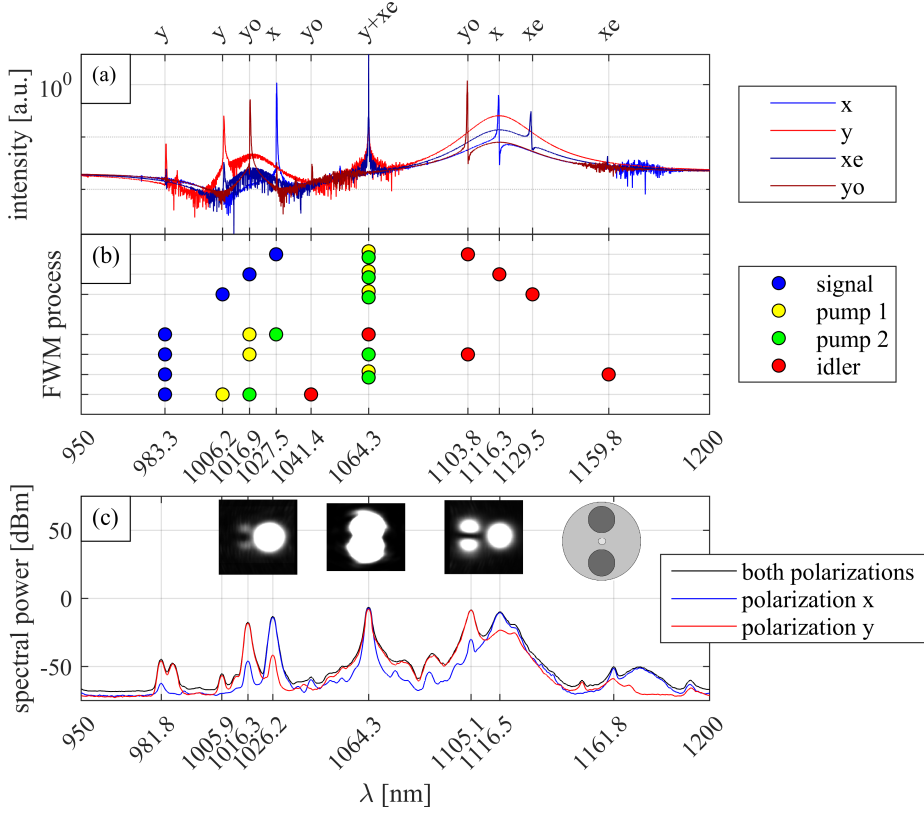 y y yo x yo y+xe yo x xe xe
(a)
10^0
intensity [a.u.]
x
y
xe
yo
(b)
FWM process
signal
pump 1
pump 2
idler
950 983.3 1006.2 1016.9 1027.5 1041.4 1064.3 1103.8 1116.3 1129.5 1159.8 1200
(c)
spectral power [dBm]
50
0
-50
both polarizations
polarization x
polarization y
950 981.8 1005.9 1016.3 1026.2 1064.3 1105.1 1116.5 1161.8 1200
λ [nm]